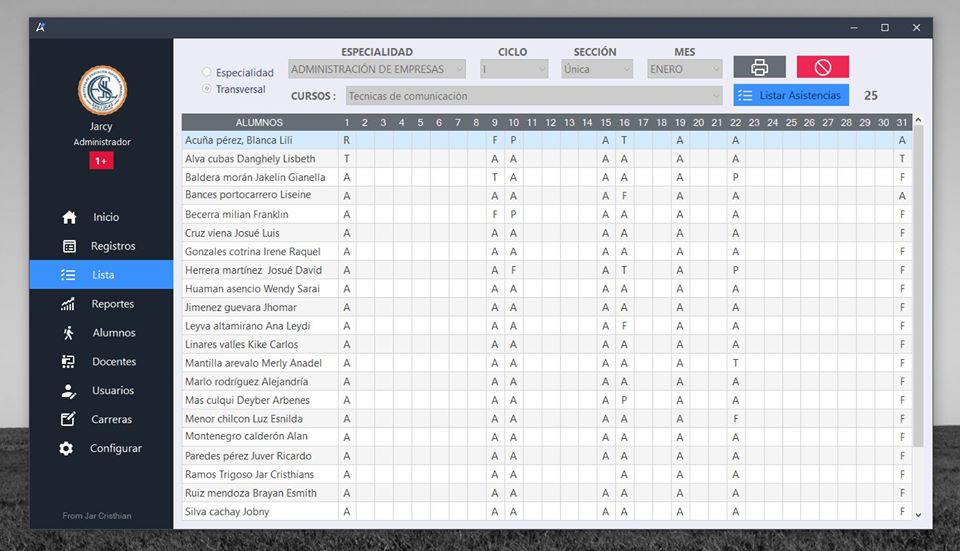 ESPECIALIDAD CICLO SECCIÓN MES
Especialidad
Transversal
ADMINISTRACIÓN DE EMPRESAS I Única ENERO
CURSOS : Tecnicas de comunicación Listar Asistencias 25
Jarcy
Administrador
1+
Inicio
Registros
Lista
Reportes
Alumnos
Docentes
Usuarios
Carreras
Configurar
From Jar Cristhian
ALUMNOS 1 2 3 4 5 6 7 8 9 10 11 12 13 14 15 16 17 18 19 20 21 22 23 24 25 26 27 28 29 30 31
Acuña pérez, Blanca Lili R F P A T A A A
Alva cubas Danghely Lisbeth T A A A A A A T
Baldera morán Jakelin Gianella A T A A A A P F
Bances portocarrero Liseine A A A A F A A A
Becerra milian Franklin A F P A A A A F
Cruz viena Josué Luis A A A A A A A F
Gonzales cotrina Irene Raquel A A A A A A A F
Herrera martínez Josué David A A F A T A P F
Huaman asencio Wendy Sarai A A A A A A A F
Jimenez guevara Jhomar A A A A A A A F
Leyva altamirano Ana Leydi A A A A F A A F
Linares valles Kike Carlos A A A A A A A F
Mantilla arevalo Merly Anadel A A A A A A T F
Marlo rodríguez Alejandría A A A A A A A F
Mas culqui Deyber Arbenes A A A A P A A F
Menor chilcon Luz Esnilda A A A A A A F F
Montenegro calderón Alan A A A A A A A F
Paredes pérez Juver Ricardo A A A A A A A F
Ramos Trigoso Jar Cristhians A A A A A A F
Ruiz mendoza Brayan Esmith A A A A A A A F
Silva cachay Jobny A A A A A A A F